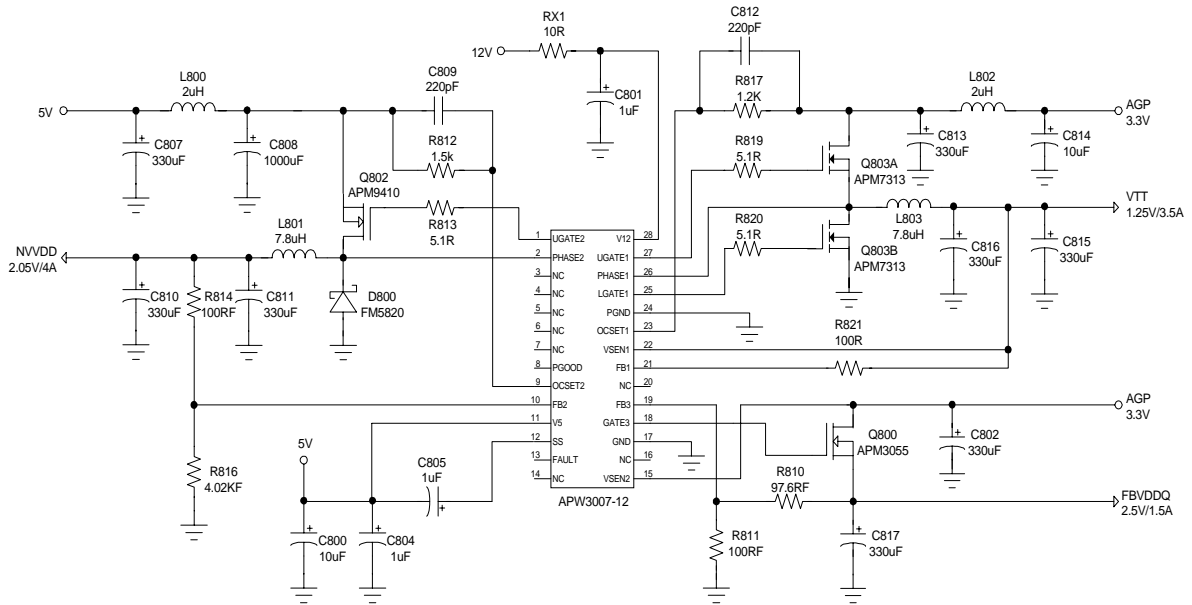 C812
220pF
RX1
10R
12V
C809
220pF
C801
1uF
R817
1.2K
L800
2uH
L802
2uH
5V
AGP
3.3V
C807
330uF
C808
1000uF
R812
1.5k
R819
5.1R
C813
330uF
C814
10uF
Q802
APM9410
Q803A
APM7313
R813
5.1R
L801
7.8uH
R820
5.1R
L803
7.8uH
VTT
1.25V/3.5A
NVVDD
2.05V/4A
Q803B
APM7313
C816
330uF
C815
330uF
C810
330uF
R814
100RF
C811
330uF
D800
FM5820
1 UGATE2 V12 28
2 PHASE2 UGATE1 27
3 NC PHASE1 26
4 NC LGATE1 25
5 NC PGND 24
6 NC OCSET1 23
7 NC VSEN1 22
8 PGOOD FB1 21
9 OCSET2 NC 20
10 FB2 FB3 19
11 V5 GATE3 18
12 SS GND 17
13 FAULT NC 16
14 NC VSEN2 15
APW3007-12
R821
100R
AGP
3.3V
Q800
APM3055
C802
330uF
R816
4.02KF
5V
C805
1uF
R810
97.6RF
FBVDDQ
2.5V/1.5A
C800
10uF
C804
1uF
R811
100RF
C817
330uF